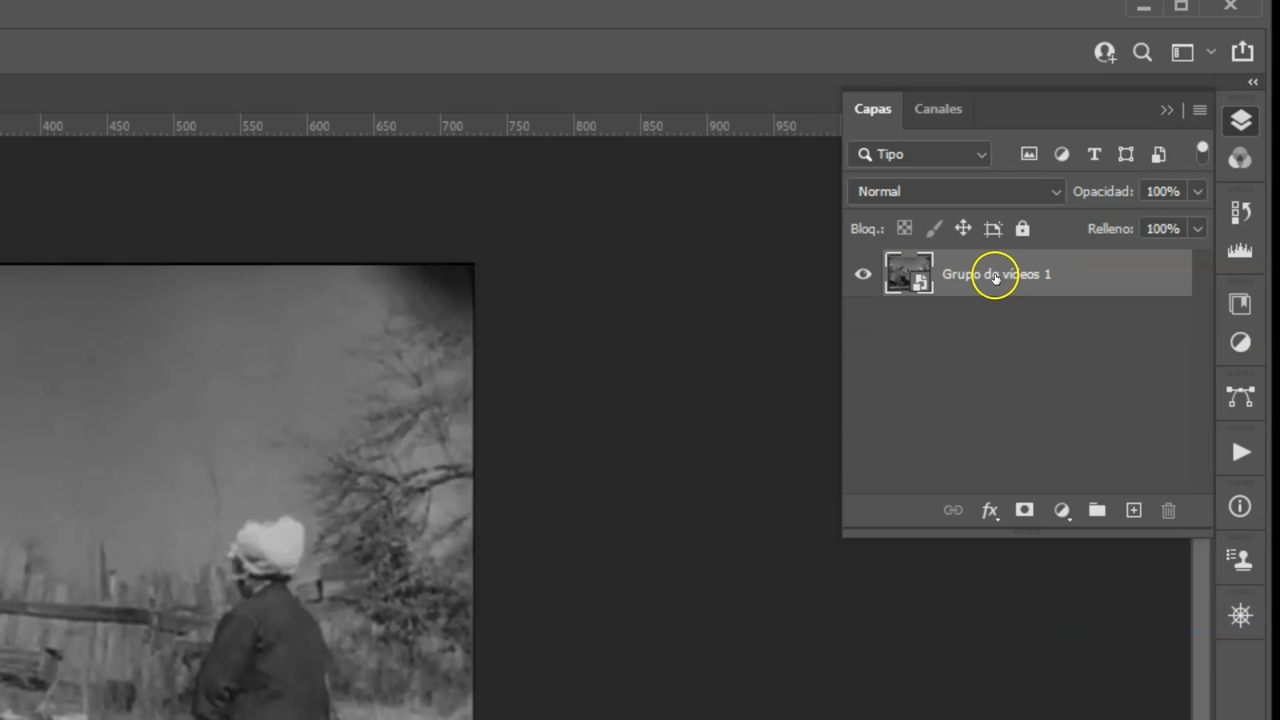 400 450 500 550 600 650 700 750 800 850 900 950
Capas Canales
Tipo
Normal Opacidad: 100%
Bloq.: Relleno: 100%
Grupo de vídeos 1
fx